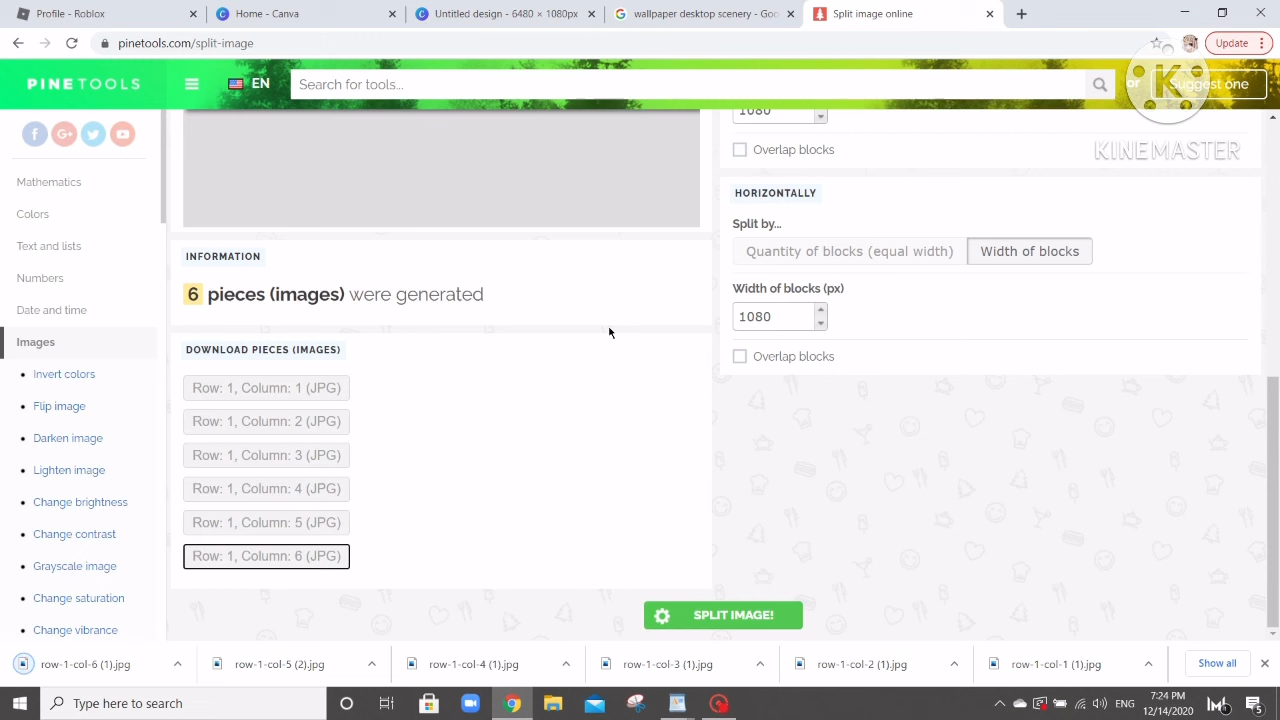 Profile - Roblox
Home - Canva
Untitled design - 6480 × 1080px
wallpaper desktop scenery - Goo
Split image online
pinetools.com/split-image
Update
PINETOOLS
EN
Search for tools...
or
Suggest one
KINEMASTER
Mathematics
Colors
Text and lists
Numbers
Date and time
Images
Invert colors
Flip image
Darken image
Lighten image
Change brightness
Change contrast
Grayscale image
Change saturation
Change vibrance
INFORMATION
6 pieces (images) were generated
DOWNLOAD PIECES (IMAGES)
Row: 1, Column: 1 (JPG)
Row: 1, Column: 2 (JPG)
Row: 1, Column: 3 (JPG)
Row: 1, Column: 4 (JPG)
Row: 1, Column: 5 (JPG)
Row: 1, Column: 6 (JPG)
1080
Overlap blocks
HORIZONTALLY
Split by...
Quantity of blocks (equal width)
Width of blocks
Width of blocks (px)
1080
Overlap blocks
SPLIT IMAGE!
row-1-col-6 (1).jpg
row-1-col-5 (2).jpg
row-1-col-4 (1).jpg
row-1-col-3 (1).jpg
row-1-col-2 (1).jpg
row-1-col-1 (1).jpg
Show all
Type here to search
ENG
7:24 PM
12/14/2020
5